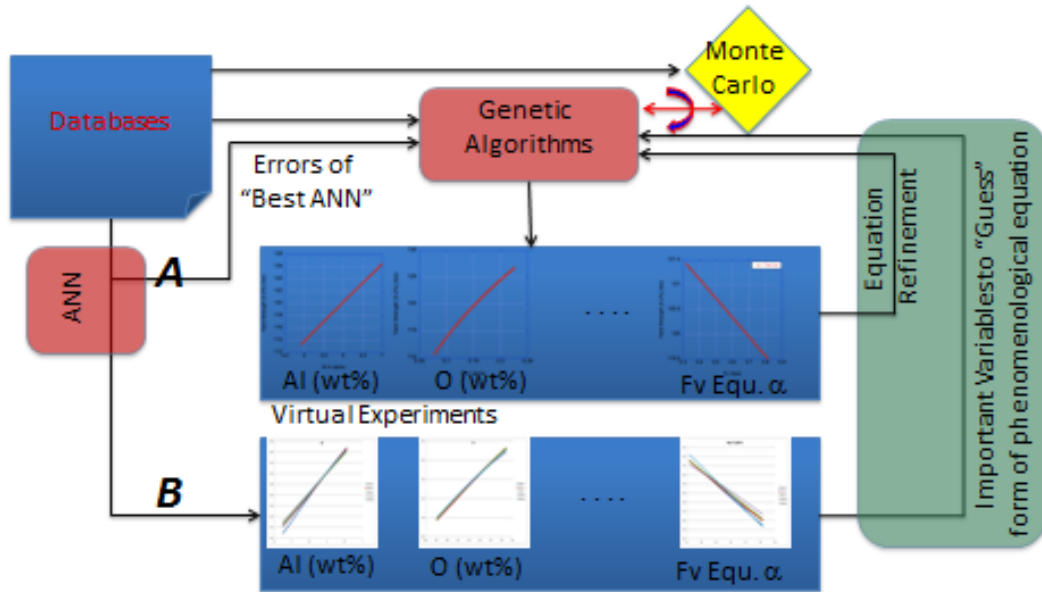 Monte
Carlo
Databases
Genetic
Algorithms
Errors of
“Best ANN”
A
ANN
Al (wt%)
O (wt%)
. . . .
Fv Equ. α
Equation
Refinement
Important Variablesto “Guess”
form of phenomenological equation
Virtual Experiments
B
Al (wt%)
O (wt%)
. . . .
Fv Equ. α